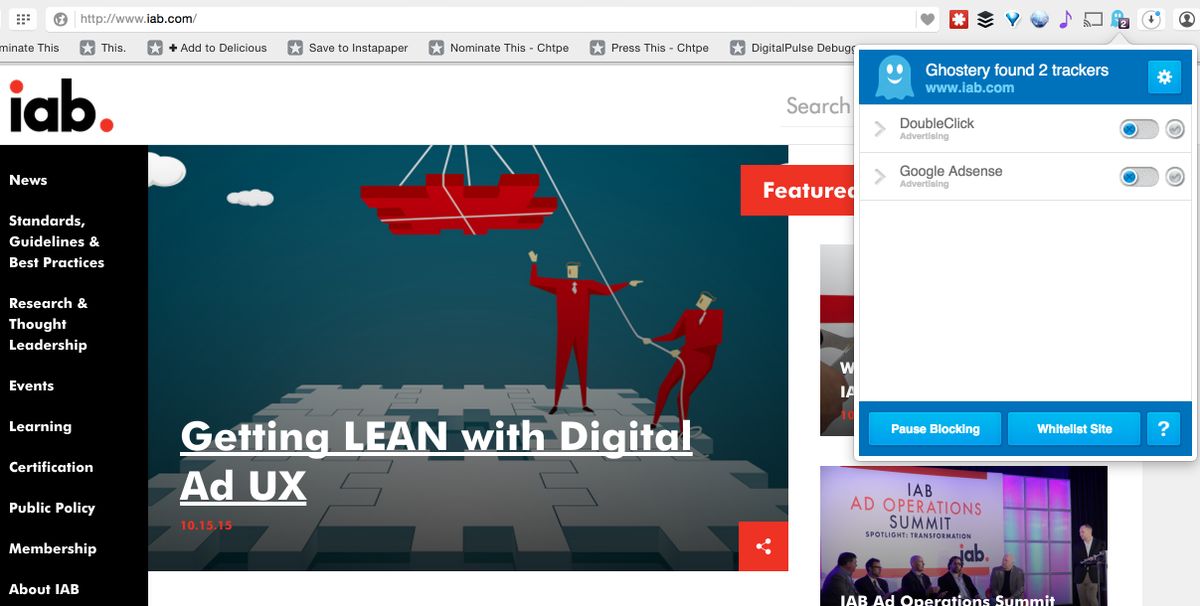 http://www.iab.com/
2
minate This
This.
+ Add to Delicious
Save to Instapaper
Nominate This - Chtpe
Press This - Chtpe
DigitalPulse Debugg
Ghostery found 2 trackers
www.iab.com
DoubleClick
Advertising
Google Adsense
Advertising
Pause Blocking
Whitelist Site
?
iab.
Search
News
Standards,
Guidelines &
Best Practices
Research &
Thought
Leadership
Events
Learning
Certification
Public Policy
Membership
About IAB
Getting LEAN with Digital
Ad UX
10.15.15
Featured
W
IA
10
IAB
AD OPERATIONS
SUMMIT
SPOTLIGHT: TRANSFORMATION
iab.
IAB Ad Operations Summit